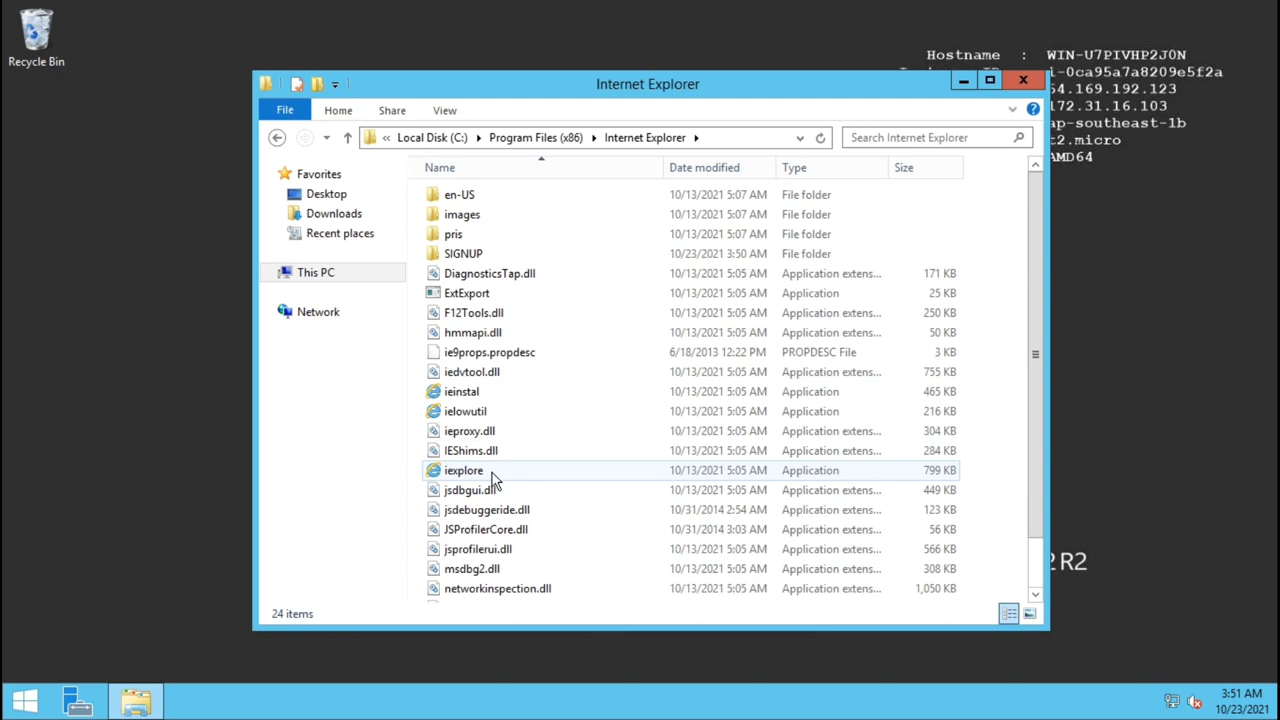 Recycle Bin
Hostname : WIN-U7PIVHP2J0N
i-0ca95a7a8209e5f2a
54.169.192.123
172.31.16.103
ap-southeast-1b
t2.micro
AMD64
2 R2
Internet Explorer
File Home Share View
« Local Disk (C:) Program Files (x86) Internet Explorer
Search Internet Explorer
Favorites
Desktop
Downloads
Recent places
This PC
Network
Name Date modified Type Size
en-US 10/13/2021 5:07 AM File folder
images 10/13/2021 5:07 AM File folder
pris 10/13/2021 5:07 AM File folder
SIGNUP 10/23/2021 3:50 AM File folder
DiagnosticsTap.dll 10/13/2021 5:05 AM Application extens... 171 KB
ExtExport 10/13/2021 5:05 AM Application 25 KB
F12Tools.dll 10/13/2021 5:05 AM Application extens... 250 KB
hmmapi.dll 10/13/2021 5:05 AM Application extens... 50 KB
ie9props.propdesc 6/18/2013 12:22 PM PROPDESC File 3 KB
iedvtool.dll 10/13/2021 5:05 AM Application extens... 755 KB
ieinstal 10/13/2021 5:05 AM Application 465 KB
ielowutil 10/13/2021 5:05 AM Application 216 KB
ieproxy.dll 10/13/2021 5:05 AM Application extens... 304 KB
IEShims.dll 10/13/2021 5:05 AM Application extens... 284 KB
iexplore 10/13/2021 5:05 AM Application 799 KB
jsdbgui.dll 10/13/2021 5:05 AM Application extens... 449 KB
jsdebuggeride.dll 10/31/2014 2:54 AM Application extens... 123 KB
JSProfilerCore.dll 10/31/2014 3:03 AM Application extens... 56 KB
jsprofilerui.dll 10/13/2021 5:05 AM Application extens... 566 KB
msdbg2.dll 10/13/2021 5:05 AM Application extens... 308 KB
networkinspection.dll 10/13/2021 5:05 AM Application extens... 1,050 KB
24 items
3:51 AM
10/23/2021